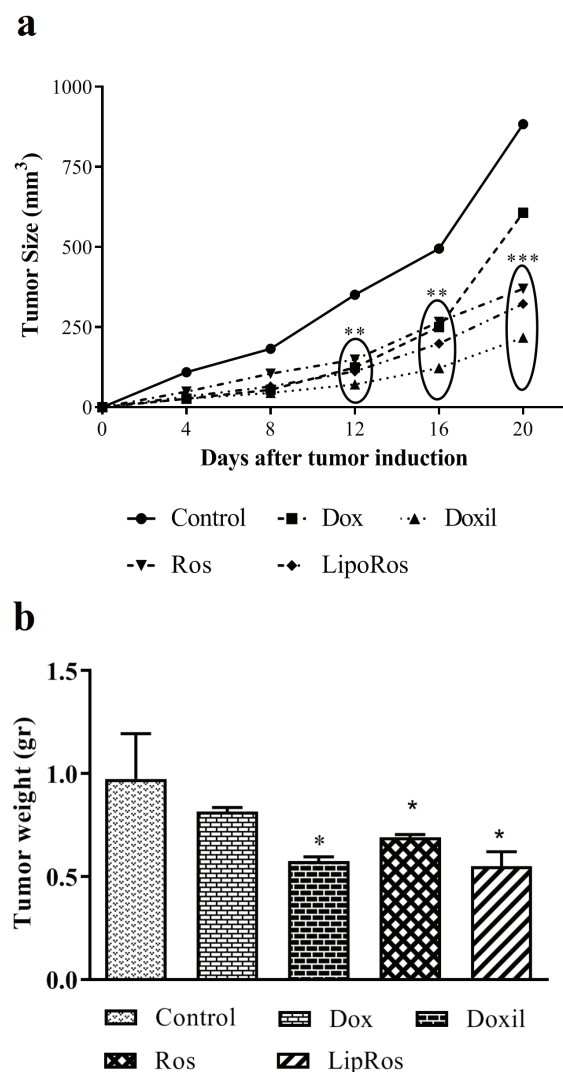 a
Tumor Size (mm³)
1000
750
500
250
0
**
**
***
0 4 8 12 16 20
Days after tumor induction
Control Dox Doxil
Ros LipoRos
b
Tumor weight (gr)
1.5
1.0
0.5
0.0
* * *
Control Dox Doxil
Ros LipRos